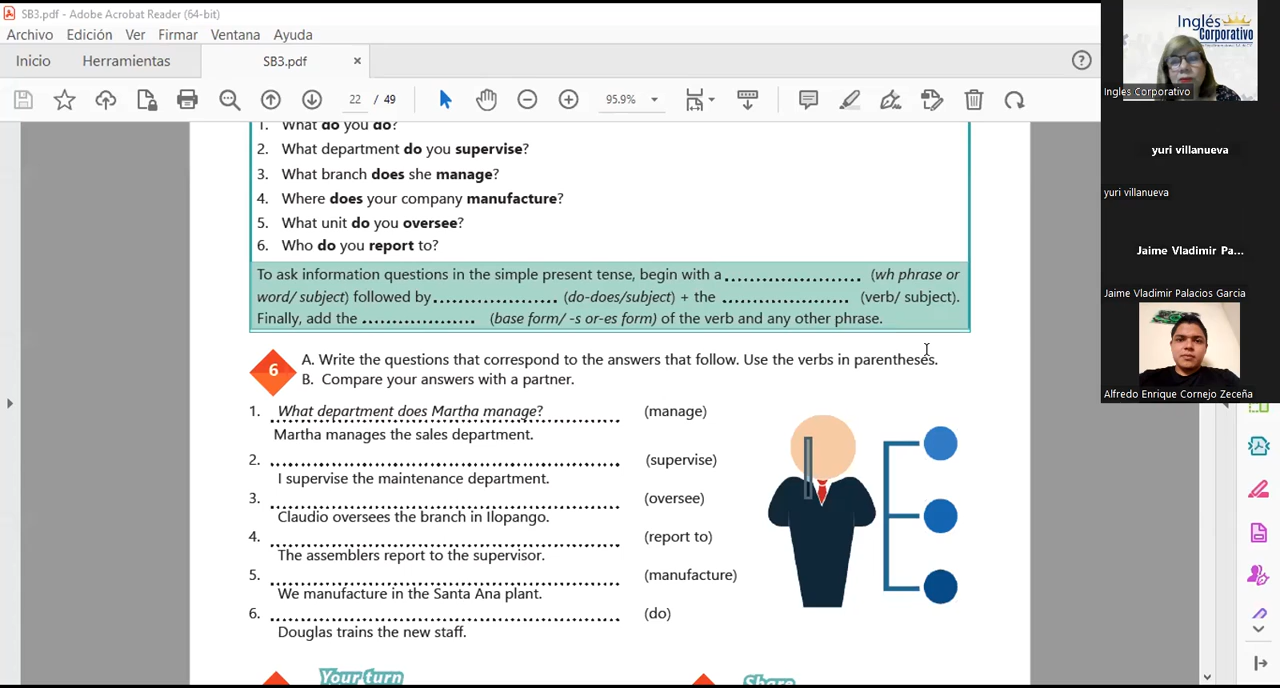 SB3.pdf - Adobe Acrobat Reader (64-bit)
Archivo Edición Ver Firmar Ventana Ayuda
Inicio Herramientas SB3.pdf ×
22 / 49 95.9%
1. What do you do?
2. What department do you supervise?
3. What branch does she manage?
4. Where does your company manufacture?
5. What unit do you oversee?
6. Who do you report to?
To ask information questions in the simple present tense, begin with a ........................... (wh phrase or
word/ subject) followed by ........................ (do-does/subject) + the ........................ (verb/ subject).
Finally, add the ........................ (base form/ -s or-es form) of the verb and any other phrase.
6 A. Write the questions that correspond to the answers that follow. Use the verbs in parentheses.
B. Compare your answers with a partner.
1. What department does Martha manage? (manage)
Martha manages the sales department.
2. (supervise)
I supervise the maintenance department.
3. (oversee)
Claudio oversees the branch in Ilopango.
4. (report to)
The assemblers report to the supervisor.
5. (manufacture)
We manufacture in the Santa Ana plant.
6. (do)
Douglas trains the new staff.
Your turn Share
Inglés
Corporativo
Ingles Corporativo
yuri villanueva
yuri villanueva
Jaime Vladimir Pa...
Jaime Vladimir Palacios Garcia
Alfredo Enrique Cornejo Zeceña